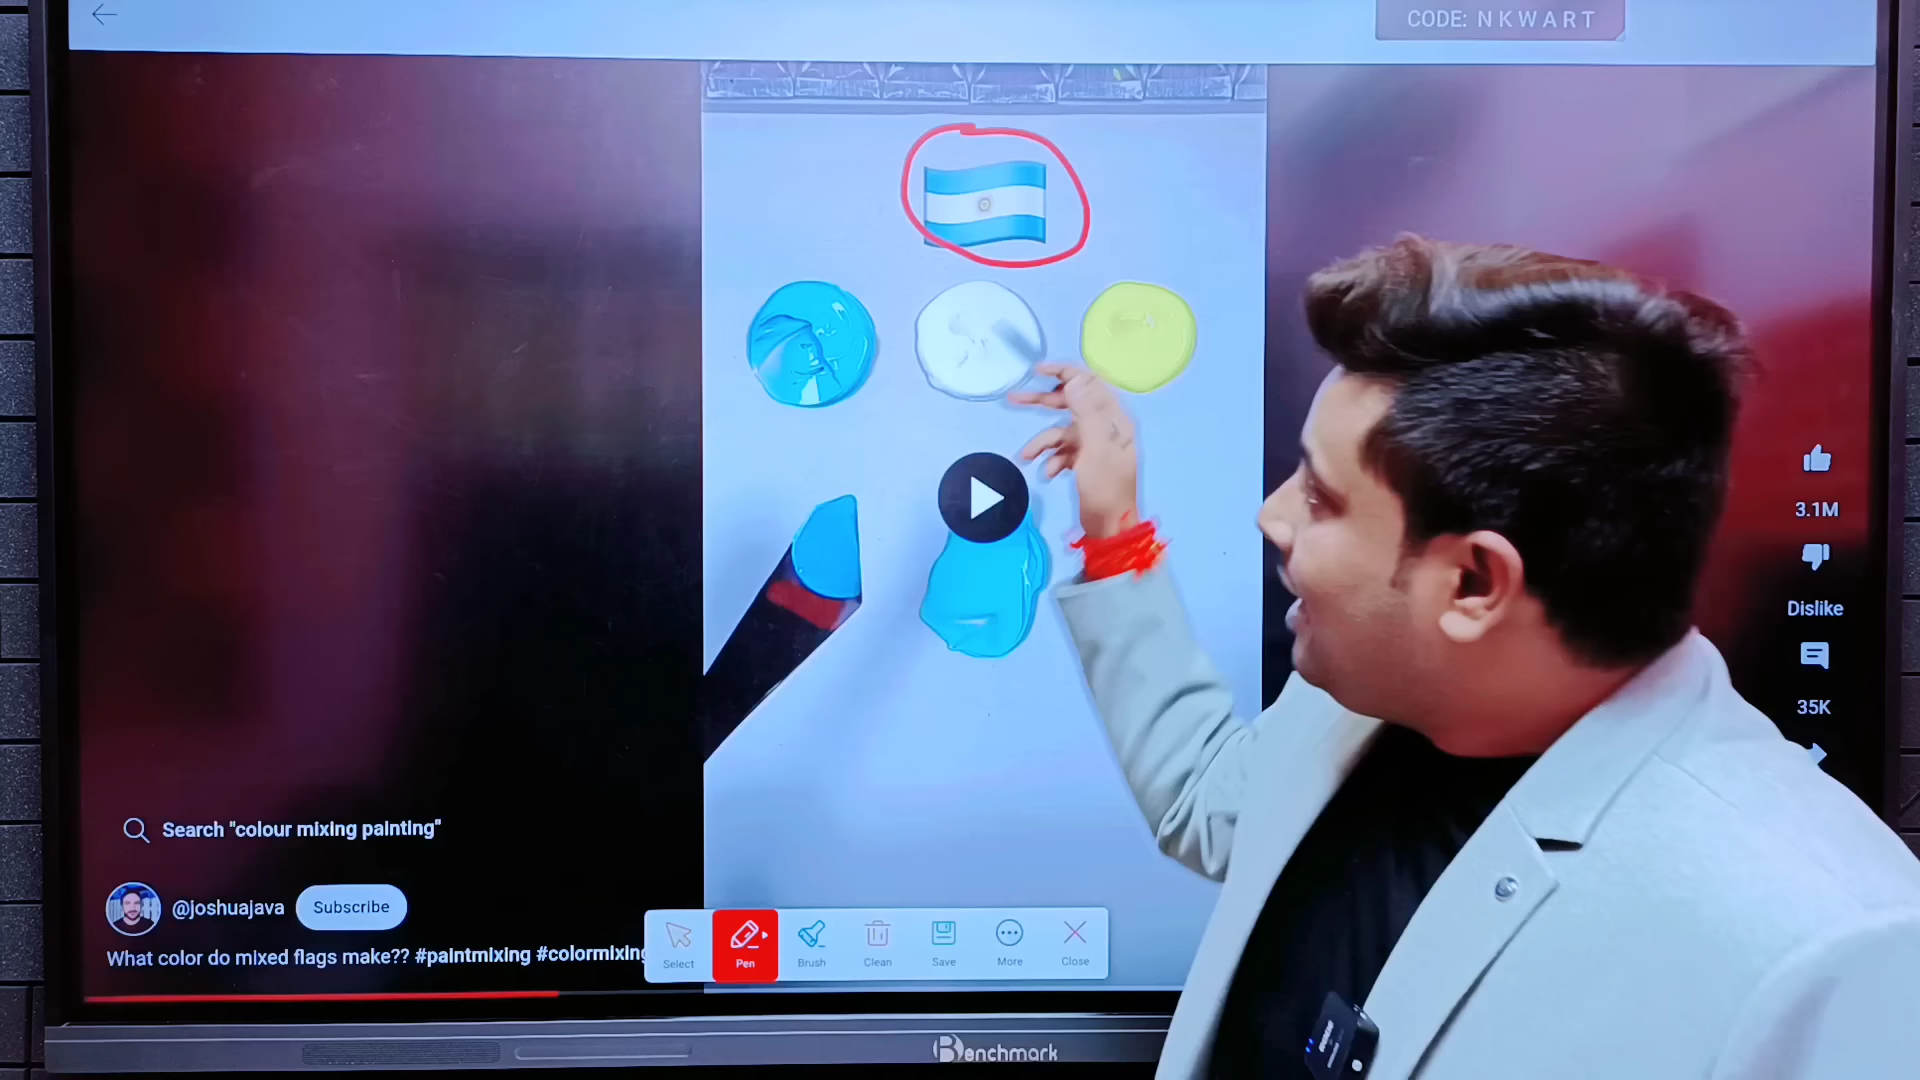 CODE: NKWART
3.1M
Dislike
35K
Search "colour mixing painting"
@joshuajava
Subscribe
What color do mixed flags make?? #paintmixing #colormixing
Select
Pen
Brush
Clean
Save
More
Close
Benchmark